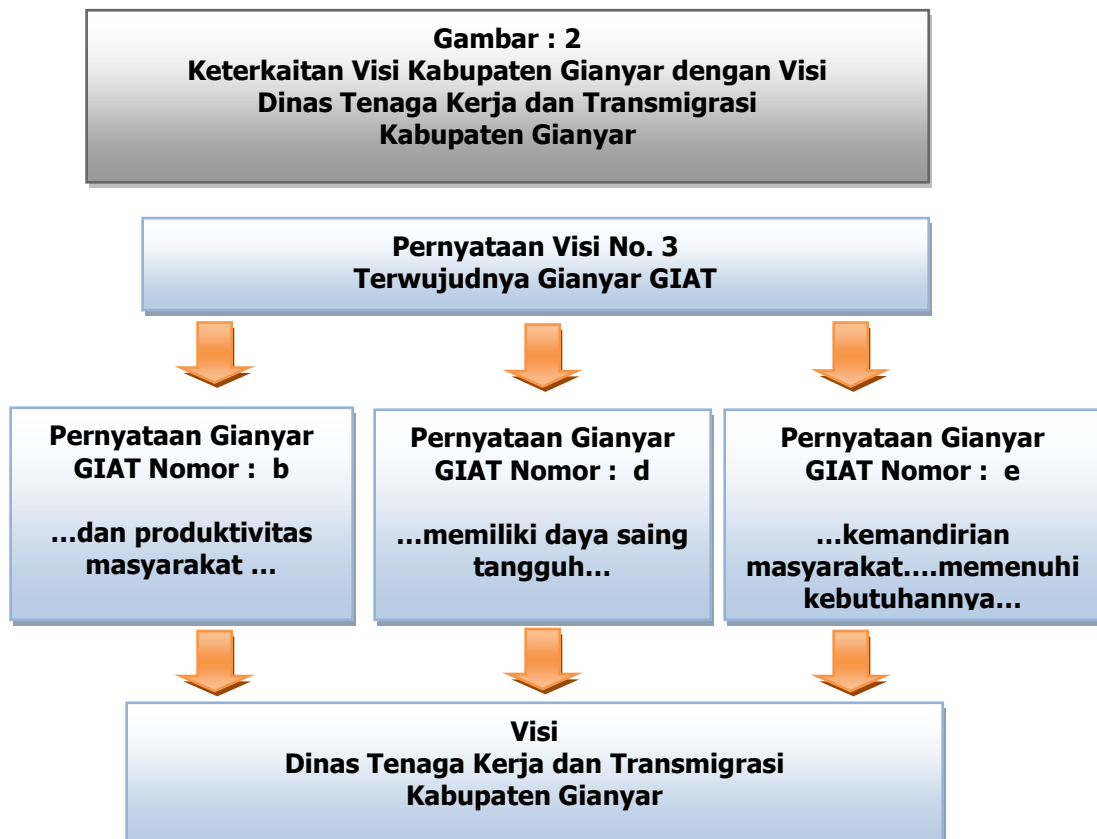 Gambar : 2
Keterkaitan Visi Kabupaten Gianyar dengan Visi
Dinas Tenaga Kerja dan Transmigrasi
Kabupaten Gianyar
Pernyataan Visi No. 3
Terwujudnya Gianyar GIAT
Pernyataan Gianyar
GIAT Nomor :  b
...dan produktivitas
masyarakat ...
Pernyataan Gianyar
GIAT Nomor :  d
...memiliki daya saing
tangguh...
Pernyataan Gianyar
GIAT Nomor :  e
...kemandirian
masyarakat....memenuhi
kebutuhannya...
Visi
Dinas Tenaga Kerja dan Transmigrasi
Kabupaten Gianyar